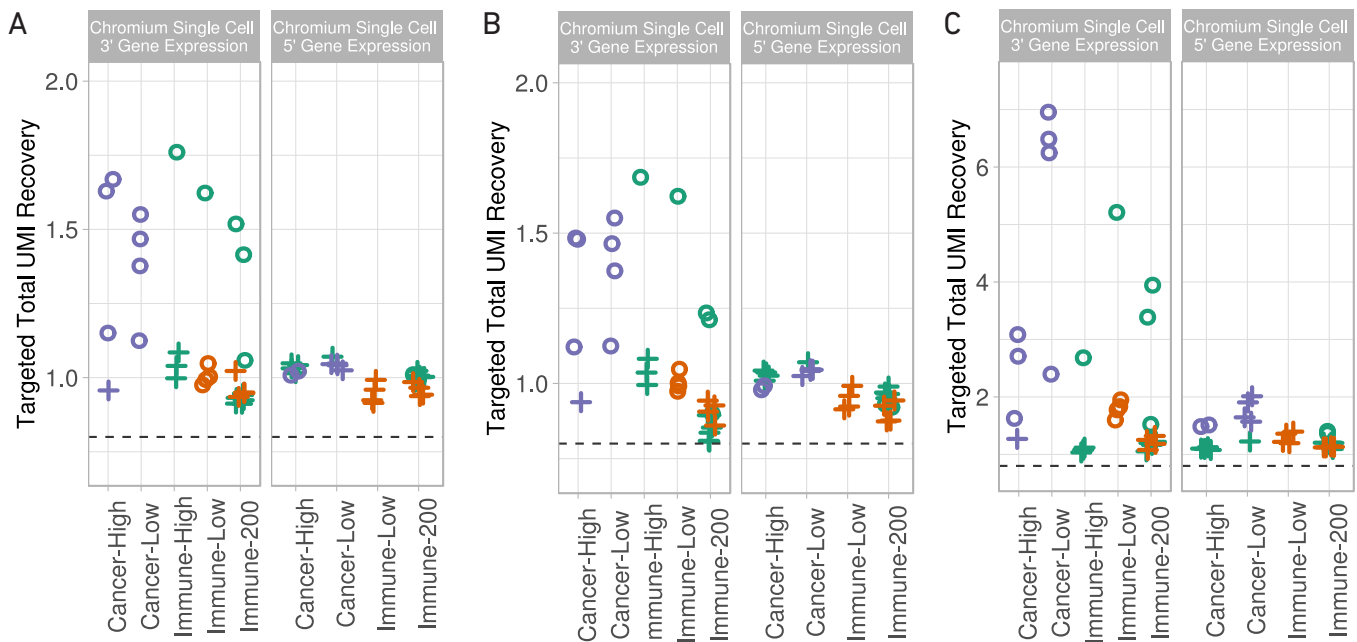 A
Chromium Single Cell
3' Gene Expression
Chromium Single Cell
5' Gene Expression
Targeted Total UMI Recovery
2.0
1.5
1.0
Cancer-High
Cancer-Low
Immune-High
Immune-Low
Immune-200
Cancer-High
Cancer-Low
Immune-Low
Immune-200
B
Chromium Single Cell
3' Gene Expression
Chromium Single Cell
5' Gene Expression
Targeted Total UMI Recovery
2.0
1.5
1.0
Cancer-High
Cancer-Low
mmune-High
Immune-Low
Immune-200
Cancer-High
Cancer-Low
Immune-Low
Immune-200
C
Chromium Single Cell
3' Gene Expression
Chromium Single Cell
5' Gene Expression
Targeted Total UMI Recovery
6
4
2
Cancer-High
Cancer-Low
Immune-High
Immune-Low
Immune-200
Cancer-High
Cancer-Low
Immune-Low
Immune-200